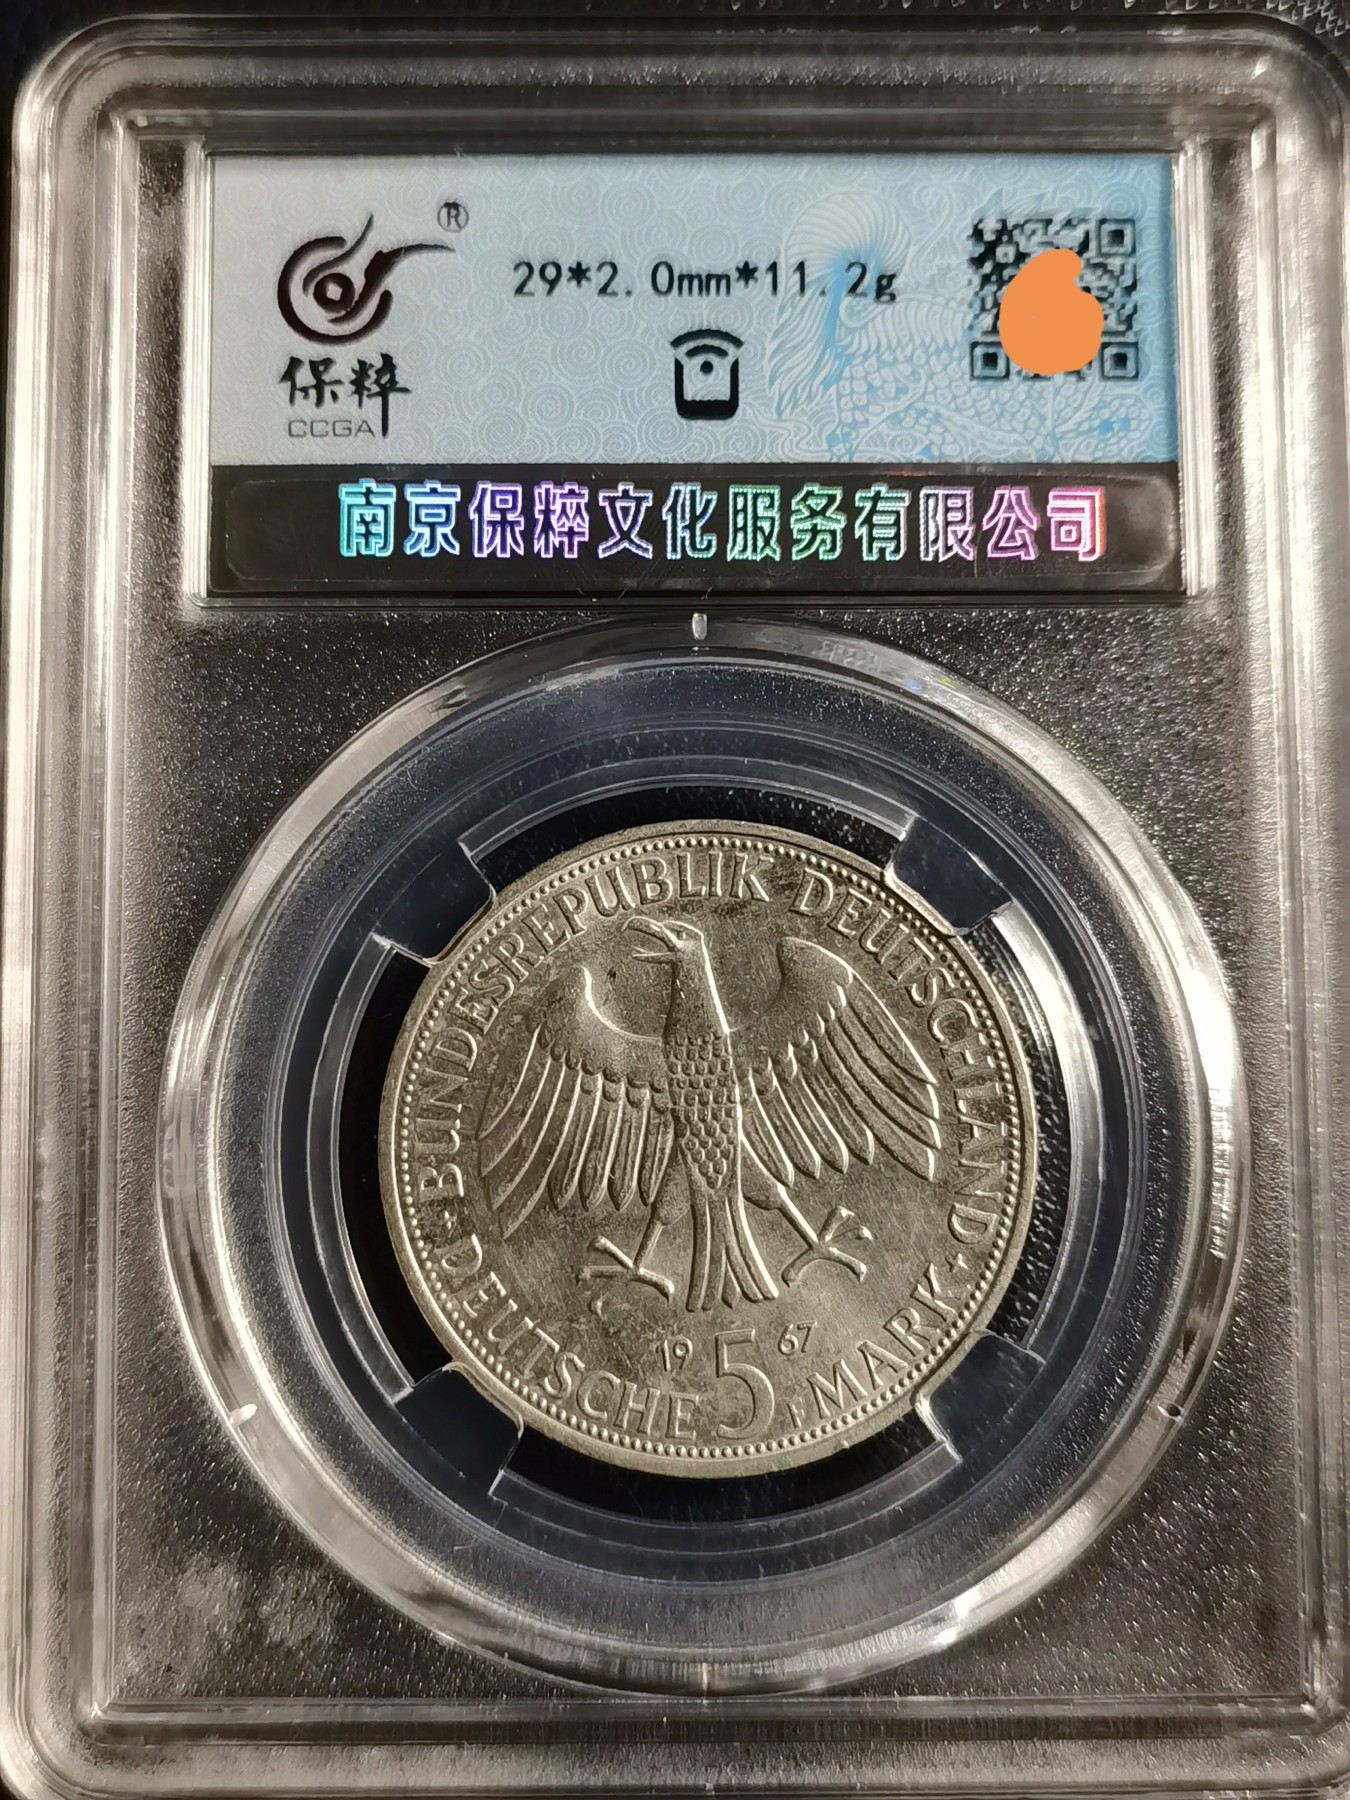 ®
29*2.0mm*11.2g
保粹
CCGA
南京保粹文化服务有限公司
BUNDESREPUBLIK DEUTSCHLAND
19 67
DEUTSCHE 5 F MARK